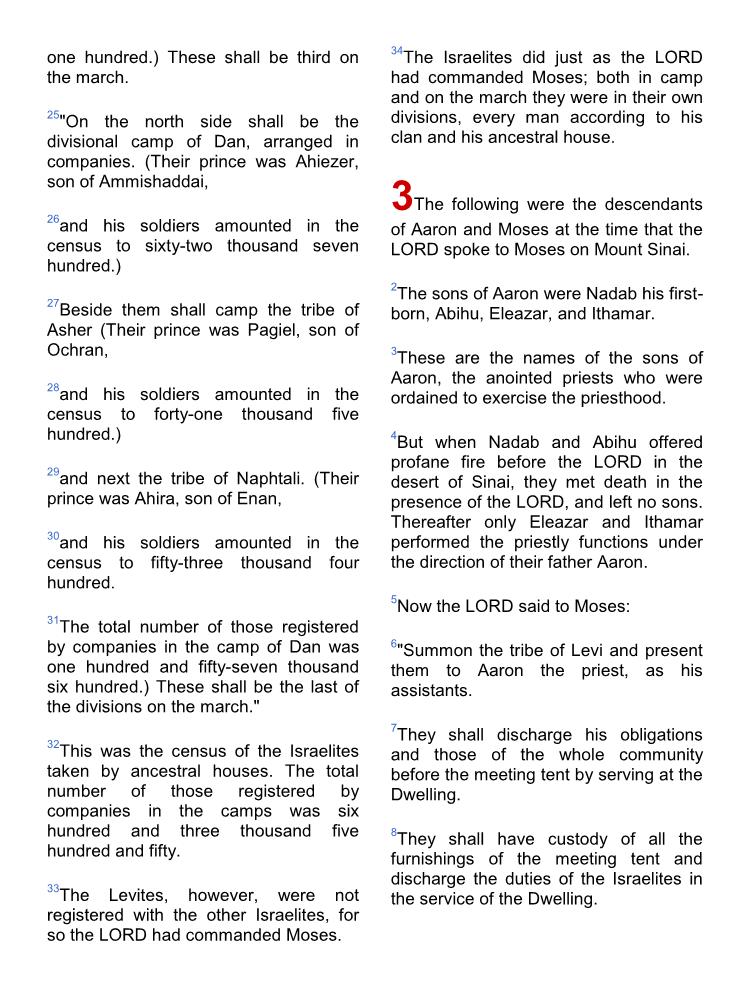 one hundred.) These shall be third on
the march.
25"On the north side shall be the
divisional camp of Dan, arranged in
companies. (Their prince was Ahiezer,
son of Ammishaddai,
26and his soldiers amounted in the
census to sixty-two thousand seven
hundred.)
27Beside them shall camp the tribe of
Asher (Their prince was Pagiel, son of
Ochran,
28and his soldiers amounted in the
census to forty-one thousand five
hundred.)
29and next the tribe of Naphtali. (Their
prince was Ahira, son of Enan,
30and his soldiers amounted in the
census to fifty-three thousand four
hundred.
31The total number of those registered
by companies in the camp of Dan was
one hundred and fifty-seven thousand
six hundred.) These shall be the last of
the divisions on the march."
32This was the census of the Israelites
taken by ancestral houses. The total
number of those registered by
companies in the camps was six
hundred and three thousand five
hundred and fifty.
33The Levites, however, were not
registered with the other Israelites, for
so the LORD had commanded Moses.
34The Israelites did just as the LORD
had commanded Moses; both in camp
and on the march they were in their own
divisions, every man according to his
clan and his ancestral house.
3The following were the descendants
of Aaron and Moses at the time that the
LORD spoke to Moses on Mount Sinai.
2The sons of Aaron were Nadab his first-
born, Abihu, Eleazar, and Ithamar.
3These are the names of the sons of
Aaron, the anointed priests who were
ordained to exercise the priesthood.
4But when Nadab and Abihu offered
profane fire before the LORD in the
desert of Sinai, they met death in the
presence of the LORD, and left no sons.
Thereafter only Eleazar and Ithamar
performed the priestly functions under
the direction of their father Aaron.
5Now the LORD said to Moses:
6"Summon the tribe of Levi and present
them to Aaron the priest, as his
assistants.
7They shall discharge his obligations
and those of the whole community
before the meeting tent by serving at the
Dwelling.
8They shall have custody of all the
furnishings of the meeting tent and
discharge the duties of the Israelites in
the service of the Dwelling.